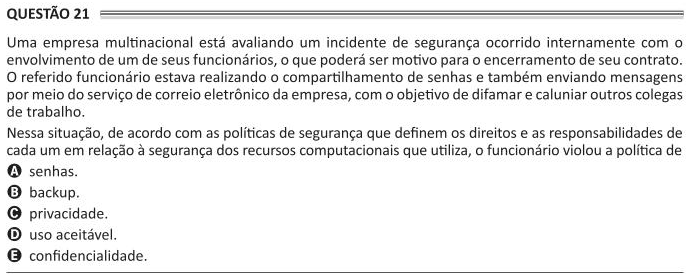 QUESTÃO 21
Uma empresa multinacional está avaliando um incidente de segurança ocorrido internamente com o
envolvimento de um de seus funcionários, o que poderá ser motivo para o encerramento de seu contrato.
O referido funcionário estava realizando o compartilhamento de senhas e também enviando mensagens
por meio do serviço de correio eletrônico da empresa, com o objetivo de difamar e caluniar outros colegas
de trabalho.
Nessa situação, de acordo com as políticas de segurança que definem os direitos e as responsabilidades de
cada um em relação à segurança dos recursos computacionais que utiliza, o funcionário violou a política de
A senhas.
B backup.
C privacidade.
D uso aceitável.
E confidencialidade.